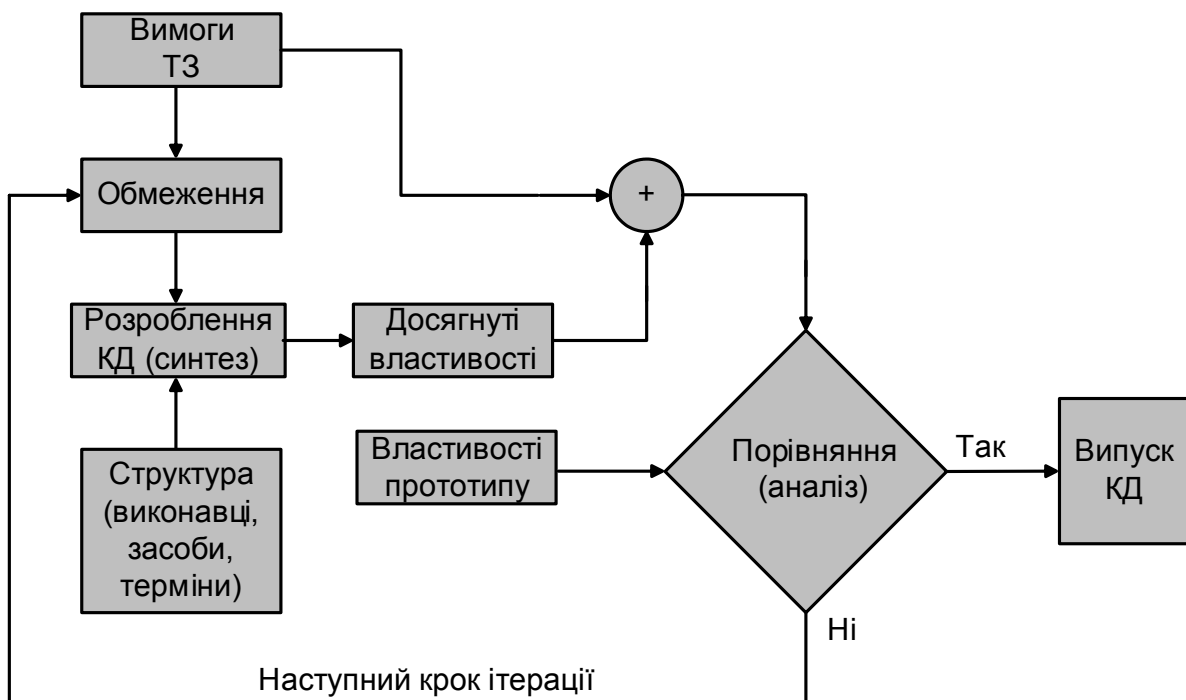 Вимоги
ТЗ
Обмеження
+
Розроблення
КД (синтез)
Досягнуті
властивості
Структура
(виконавці,
засоби,
терміни)
Властивості
прототипу
Порівняння
(аналіз)
Так
Випуск
КД
Ні
Наступний крок ітерації